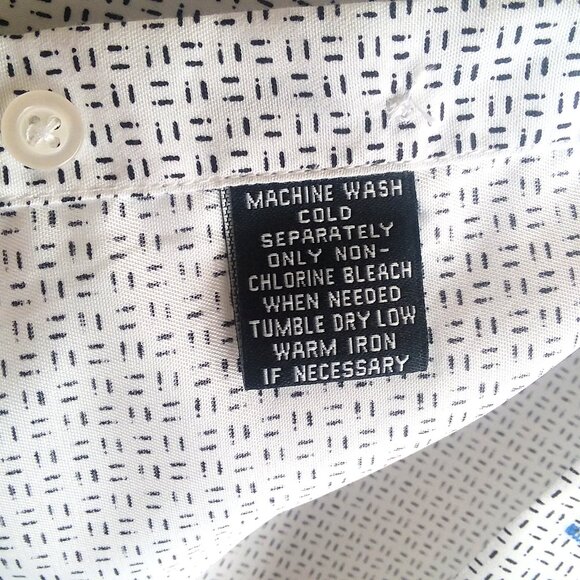 MACHINE WASH
COLD
SEPARATELY
ONLY NON-
CHLORINE BLEACH
WHEN NEEDED
TUMBLE DRY LOW
WARM IRON
IF NECESSARY